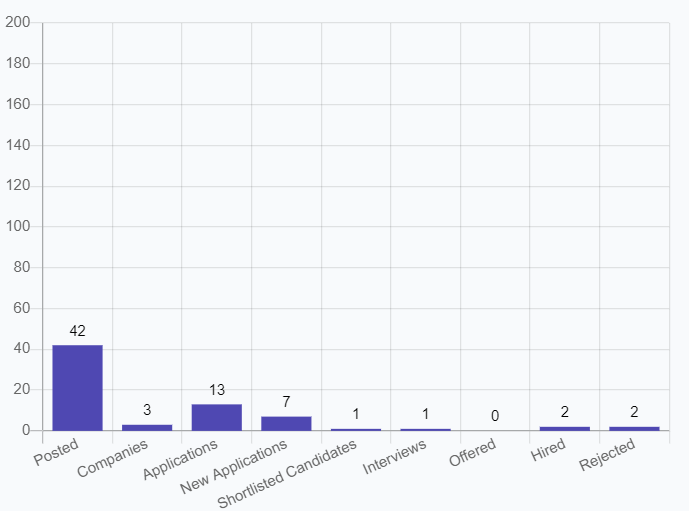 200
180
160
140
120
100
80
60
40
20
0
42
3
13
7
1
1
0
2
2
Posted
Companies
Applications
New Applications
Shortlisted Candidates
Interviews
Offered
Hired
Rejected